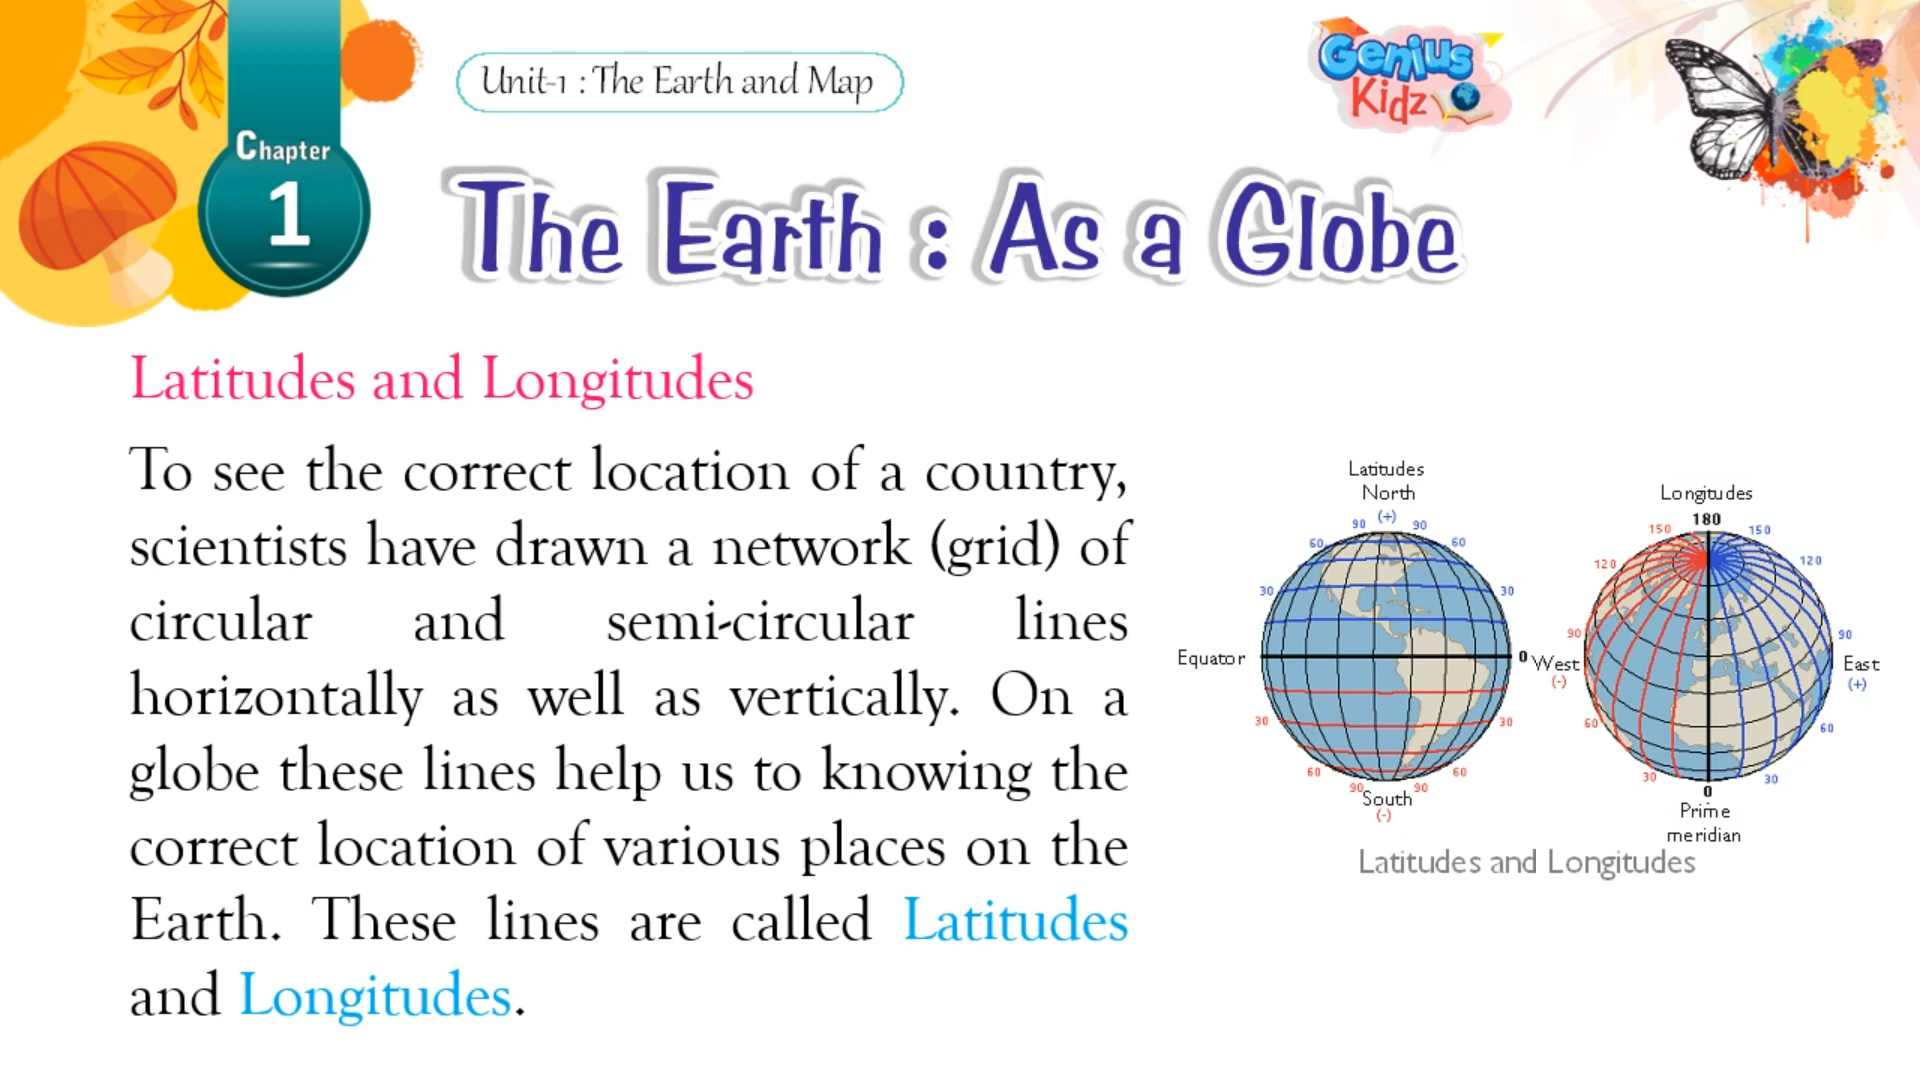 Unit-1 : The Earth and Map
Genius
Kidz
Chapter
1
The Earth : As a Globe
Latitudes and Longitudes
To see the correct location of a country,
scientists have drawn a network (grid) of
circular and semi-circular lines
horizontally as well as vertically. On a
globe these lines help us to knowing the
correct location of various places on the
Earth. These lines are called Latitudes
and Longitudes.
Latitudes
North
(+)
90 90
60 60
30 30
Equator 0
30 30
60 60
90 90
South
(-)
Longitudes
180
150 150
120 120
90 90
West East
(-) (+)
60 60
30 30
0
Prime
meridian
Latitudes and Longitudes